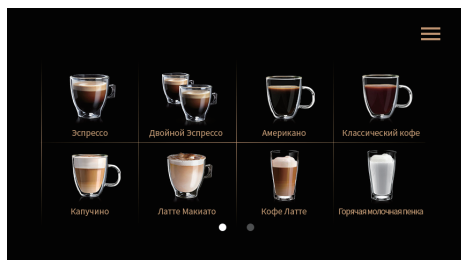 Эспрессо
Двойной Эспрессо
Американо
Классический кофе
Капучино
Латте Макиато
Кофе Латте
Горячая молочная пенка